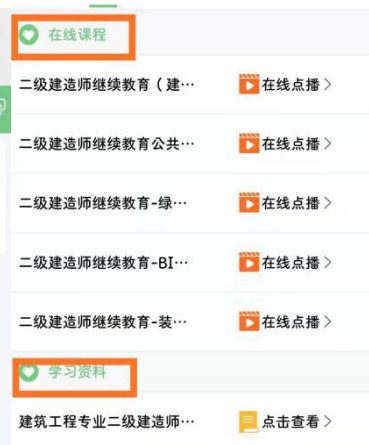 在线课程
二级建造师继续教育（建… 在线点播>
二级建造师继续教育公共… 在线点播>
二级建造师继续教育-绿… 在线点播>
二级建造师继续教育-BI… 在线点播>
二级建造师继续教育-装… 在线点播>
学习资料
建筑工程专业二级建造师… 点击查看>